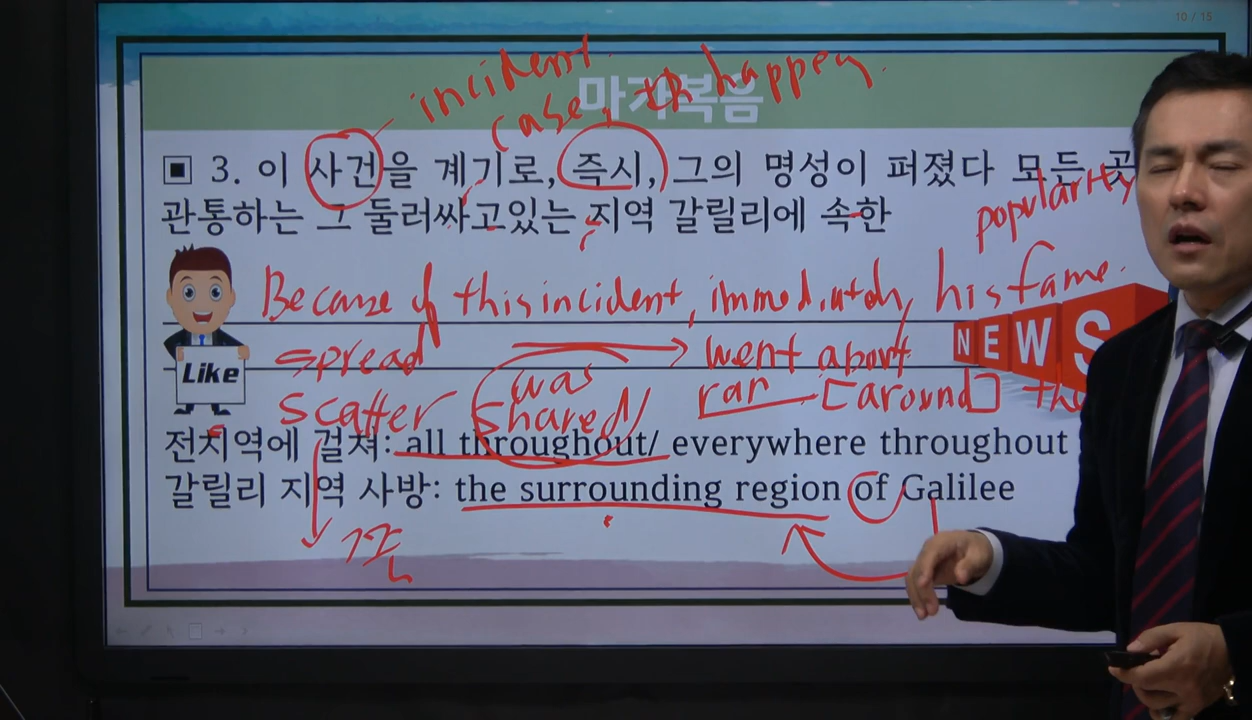 10 / 15
마가복음
incident.
case, th happen.
▣ 3. 이 사건을 계기로, 즉시, 그의 명성이 퍼졌다 모든 곳
관통하는 그 둘러싸고있는 지역 갈릴리에 속한
popularity
Because of this incident, immediately, his fame.
spread went about
NEWS
Like
scatter was shared/ ran [around] the
전지역에 걸쳐: all throughout/ everywhere throughout
갈릴리 지역 사방: the surrounding region of Galilee